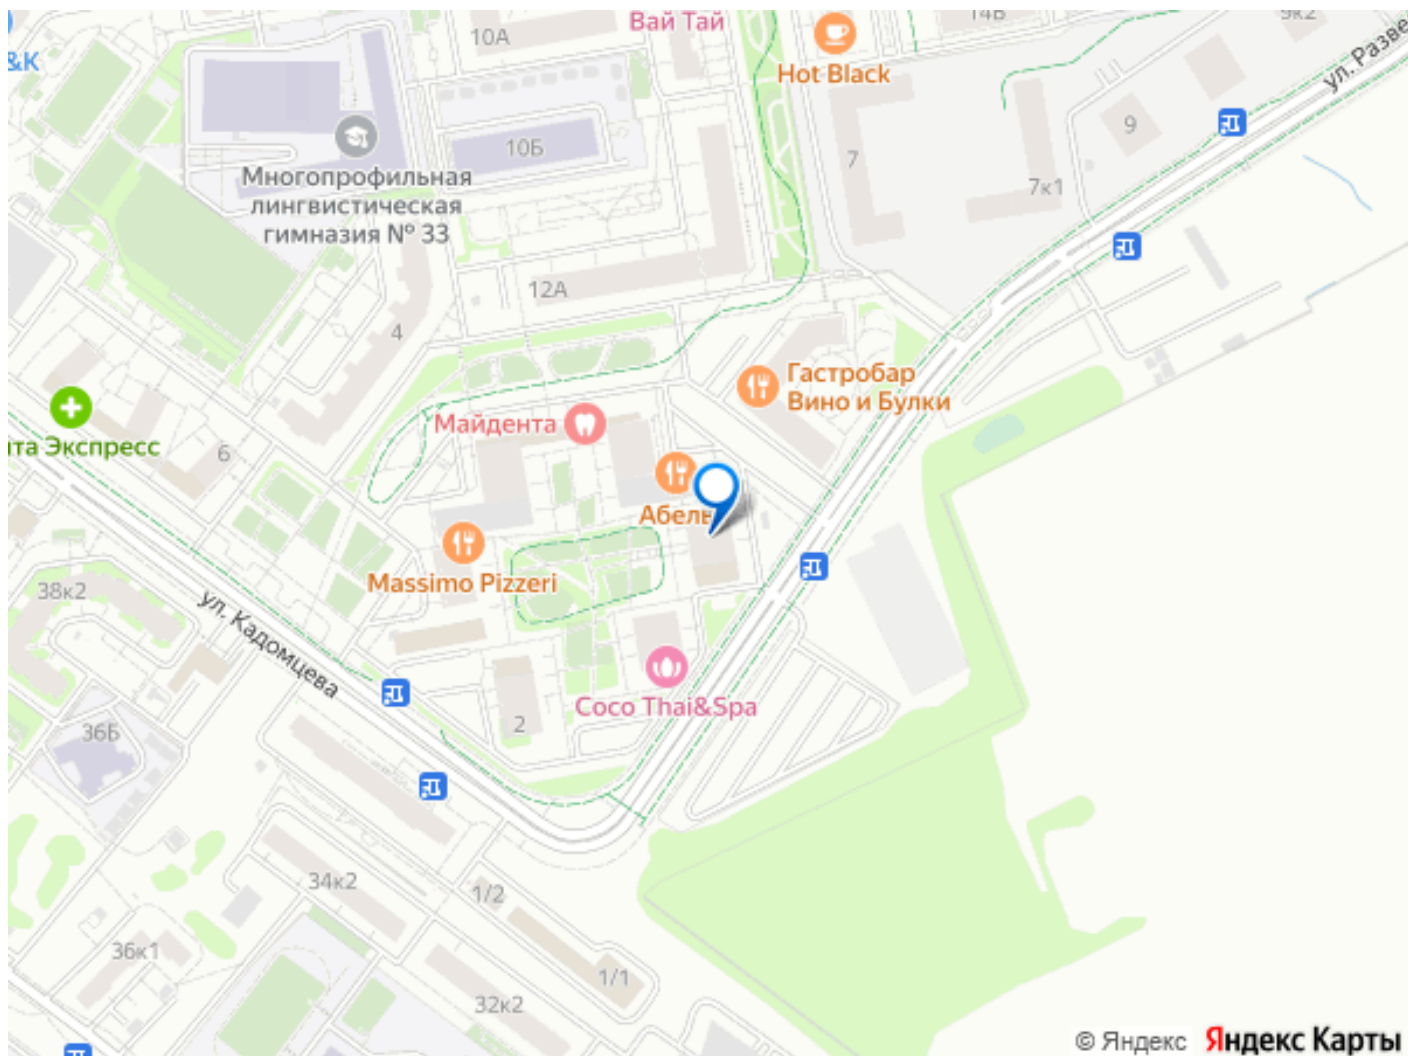 Вай Тай
10А
&K
Hot Black
ул. Разве
9
10Б
7
Многопрофильная
лингвистическая
гимназия № 33
7к1
12А
4
Гастробар
Вино и Булки
Майдента
та Экспресс
6
Абель
Massimo Pizzeri
38к2
ул. Кадомцева
Coco Thai&Spa
2
36Б
34к2
1/2
36к1
1/1
32к2
© Яндекс Яндекс Карты